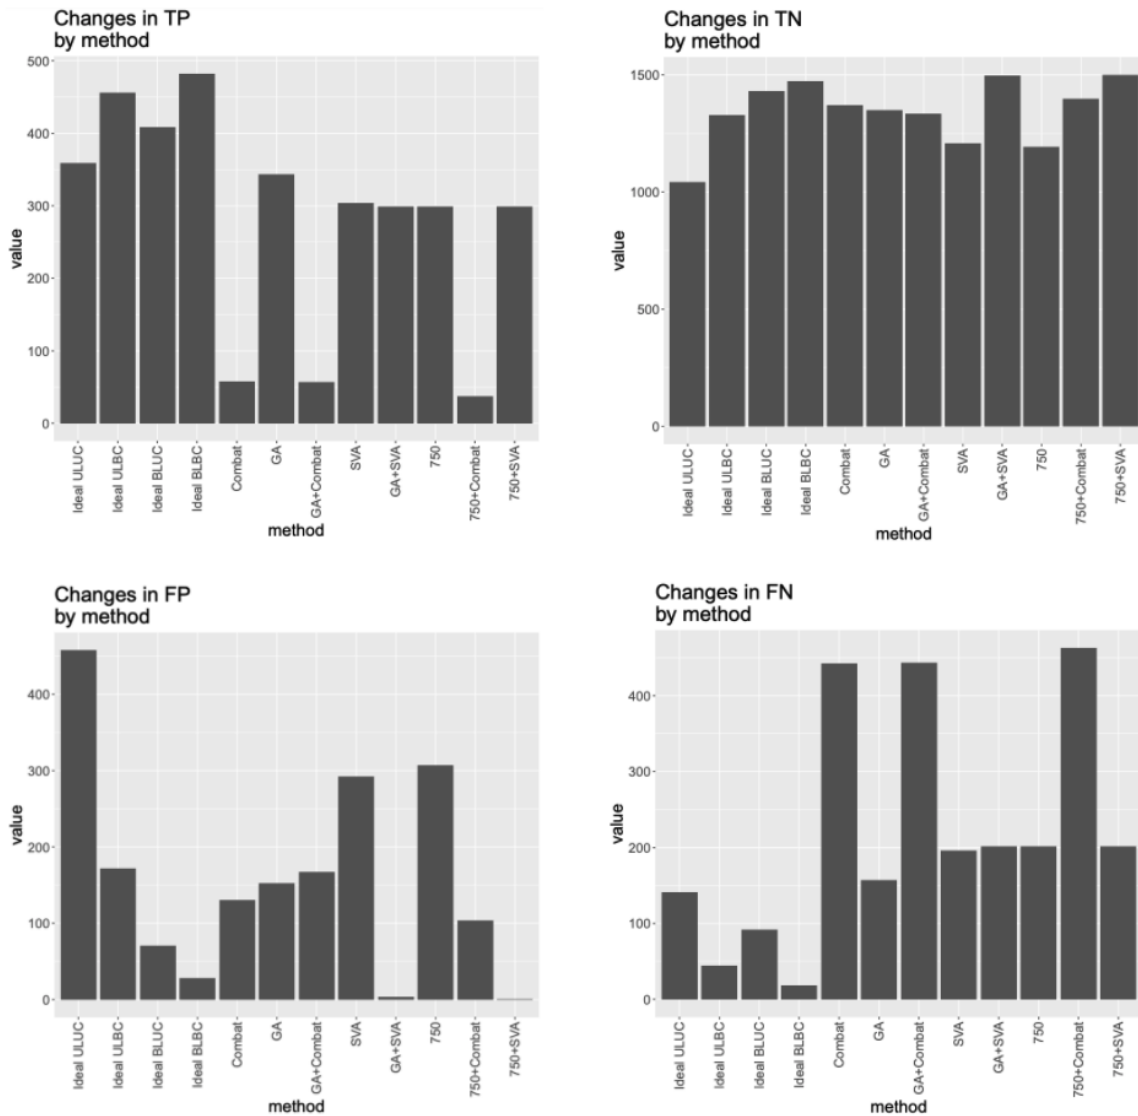 Changes in TP
by method
500
400
300
200
100
0
value
Ideal ULUC
Ideal ULBC
Ideal BLUC
Ideal BLBC
Combat
GA
GA+Combat
SVA
GA+SVA
750
750+Combat
750+SVA
method
Changes in TN
by method
1500
1000
500
0
value
Ideal ULUC
Ideal ULBC
Ideal BLUC
Ideal BLBC
Combat
GA
GA+Combat
SVA
GA+SVA
750
750+Combat
750+SVA
method
Changes in FP
by method
400
300
200
100
0
value
Ideal ULUC
Ideal ULBC
Ideal BLUC
Ideal BLBC
Combat
GA
GA+Combat
SVA
GA+SVA
750
750+Combat
750+SVA
method
Changes in FN
by method
400
300
200
100
0
value
Ideal ULUC
Ideal ULBC
Ideal BLUC
Ideal BLBC
Combat
GA
GA+Combat
SVA
GA+SVA
750
750+Combat
750+SVA
method